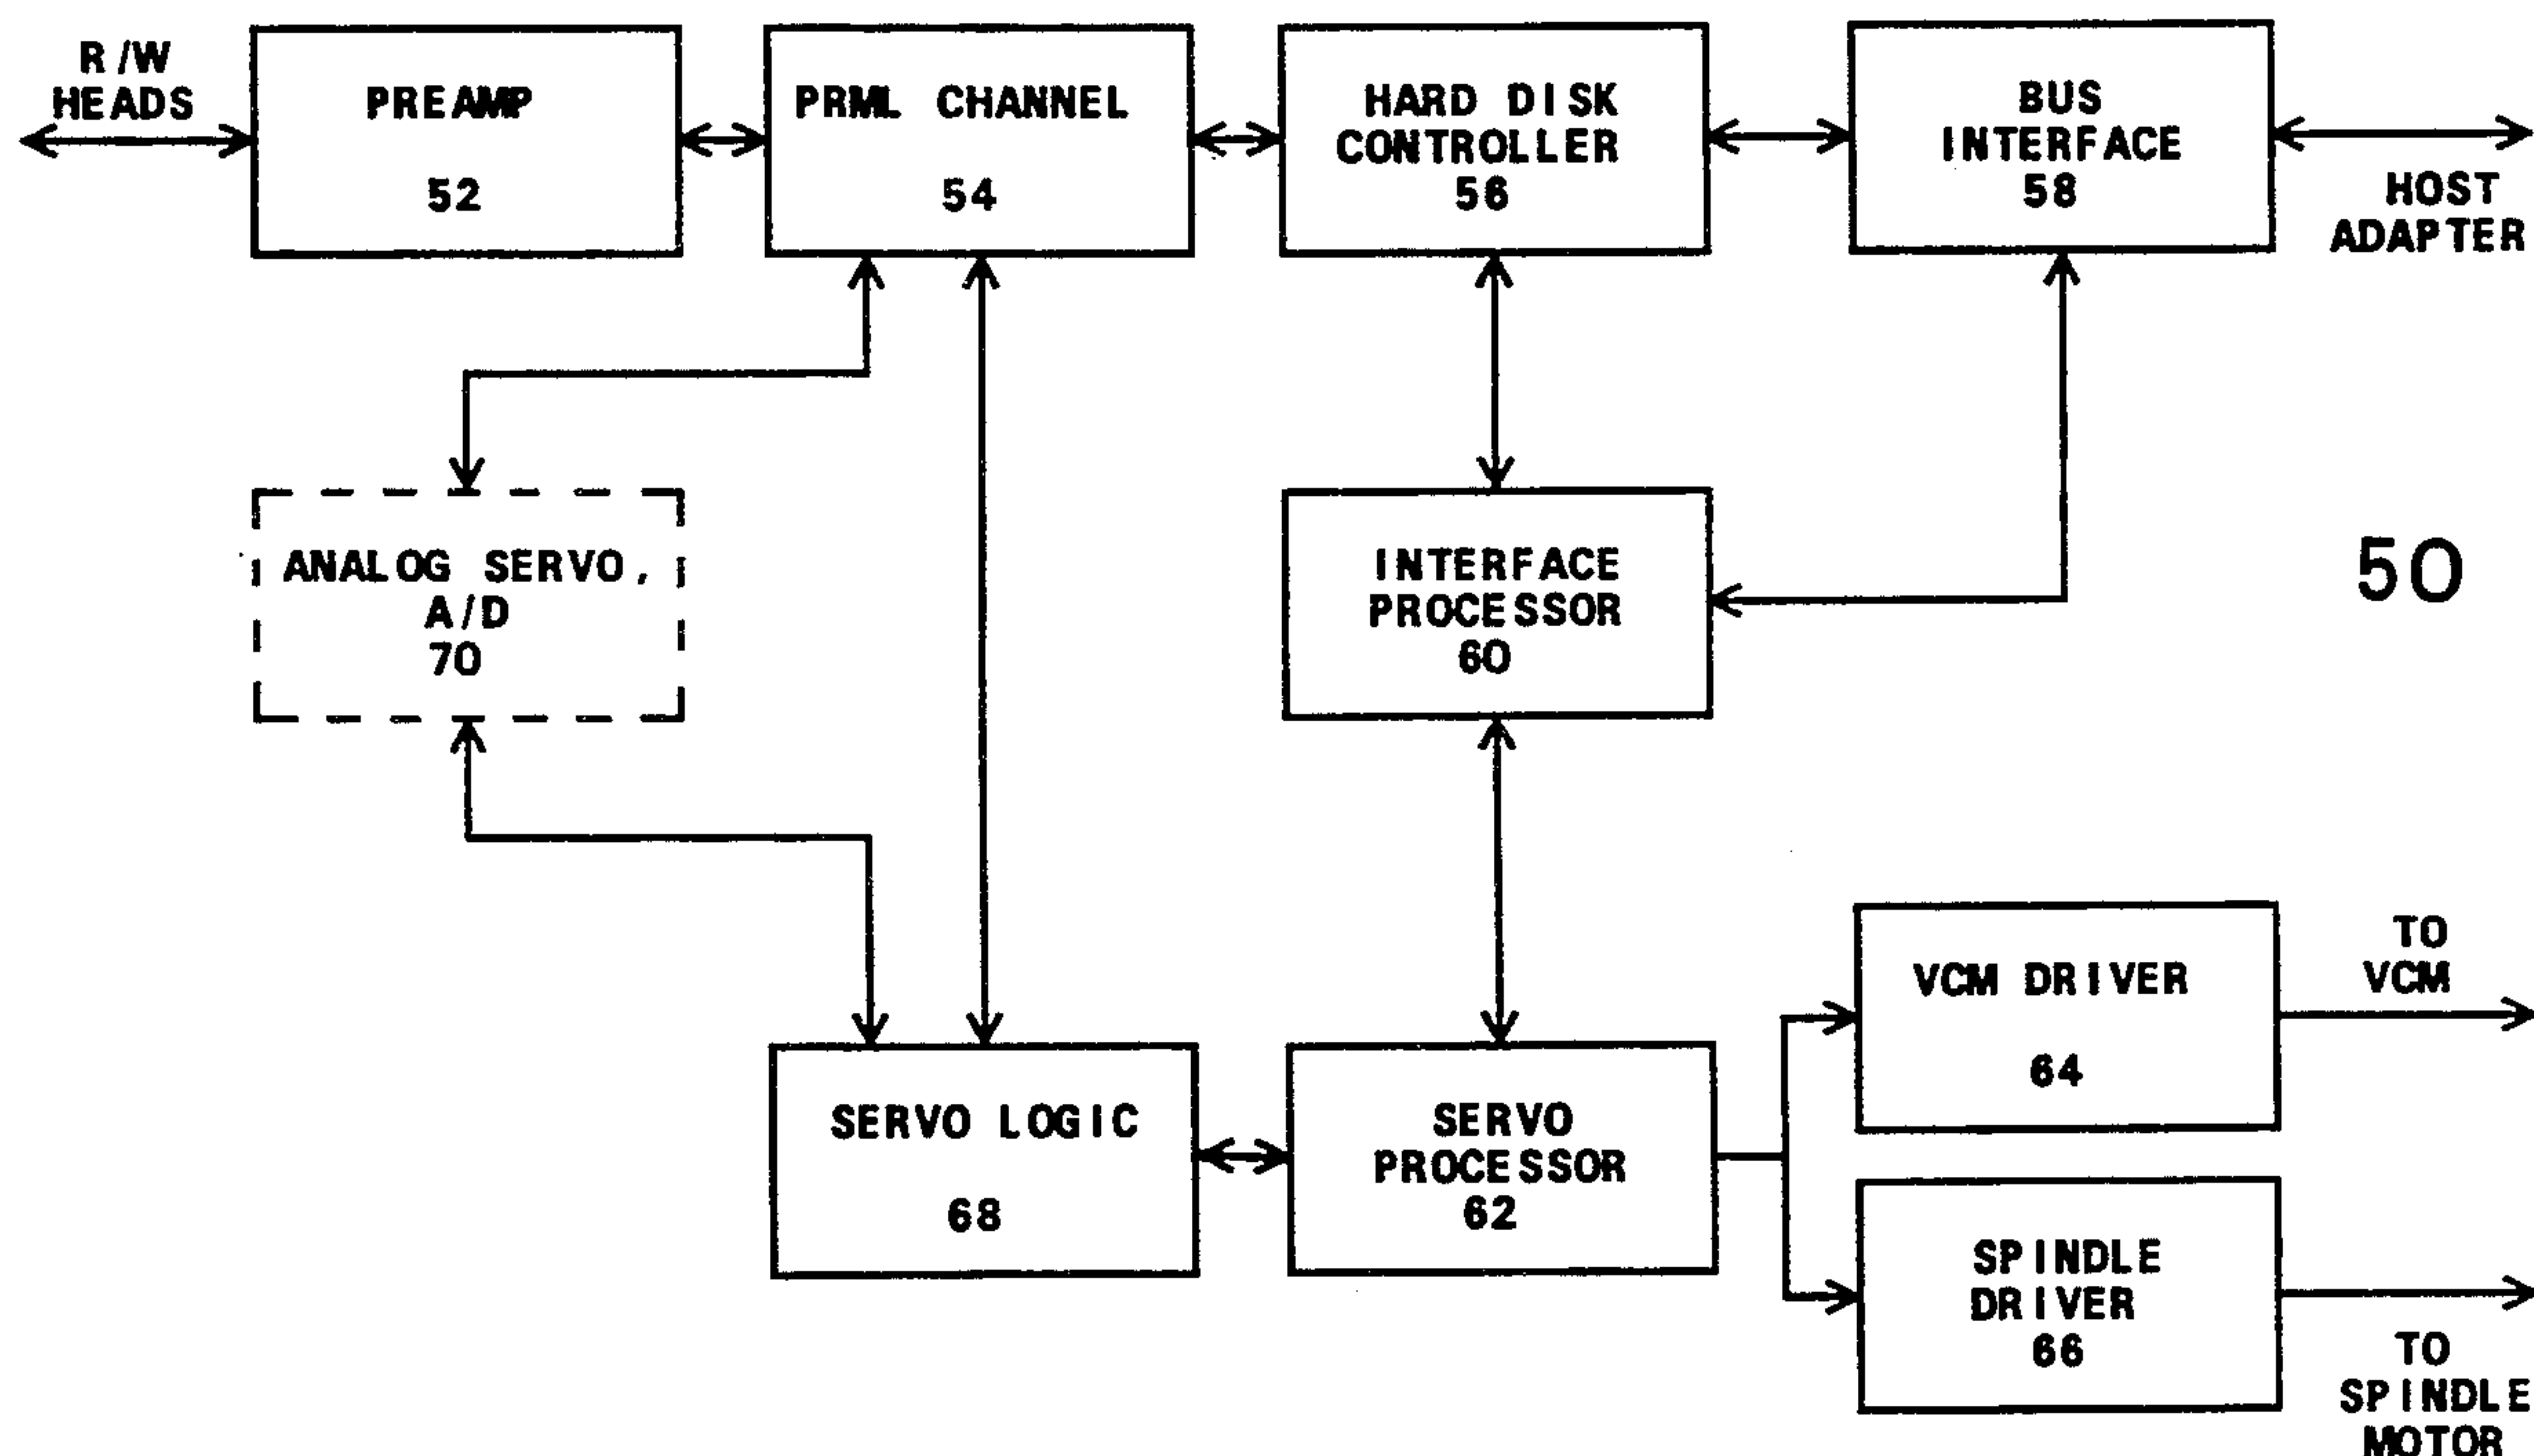 R/W
HEADS
PREAMP
52
PRML CHANNEL
54
HARD DISK
CONTROLLER
56
BUS
INTERFACE
58
HOST
ADAPTER
ANALOG SERVO,
A/D
70
INTERFACE
PROCESSOR
60
50
SERVO LOGIC
68
SERVO
PROCESSOR
62
VCM DRIVER
64
TO
VCM
SPINDLE
DRIVER
66
TO
SPINDLE
MOTOR